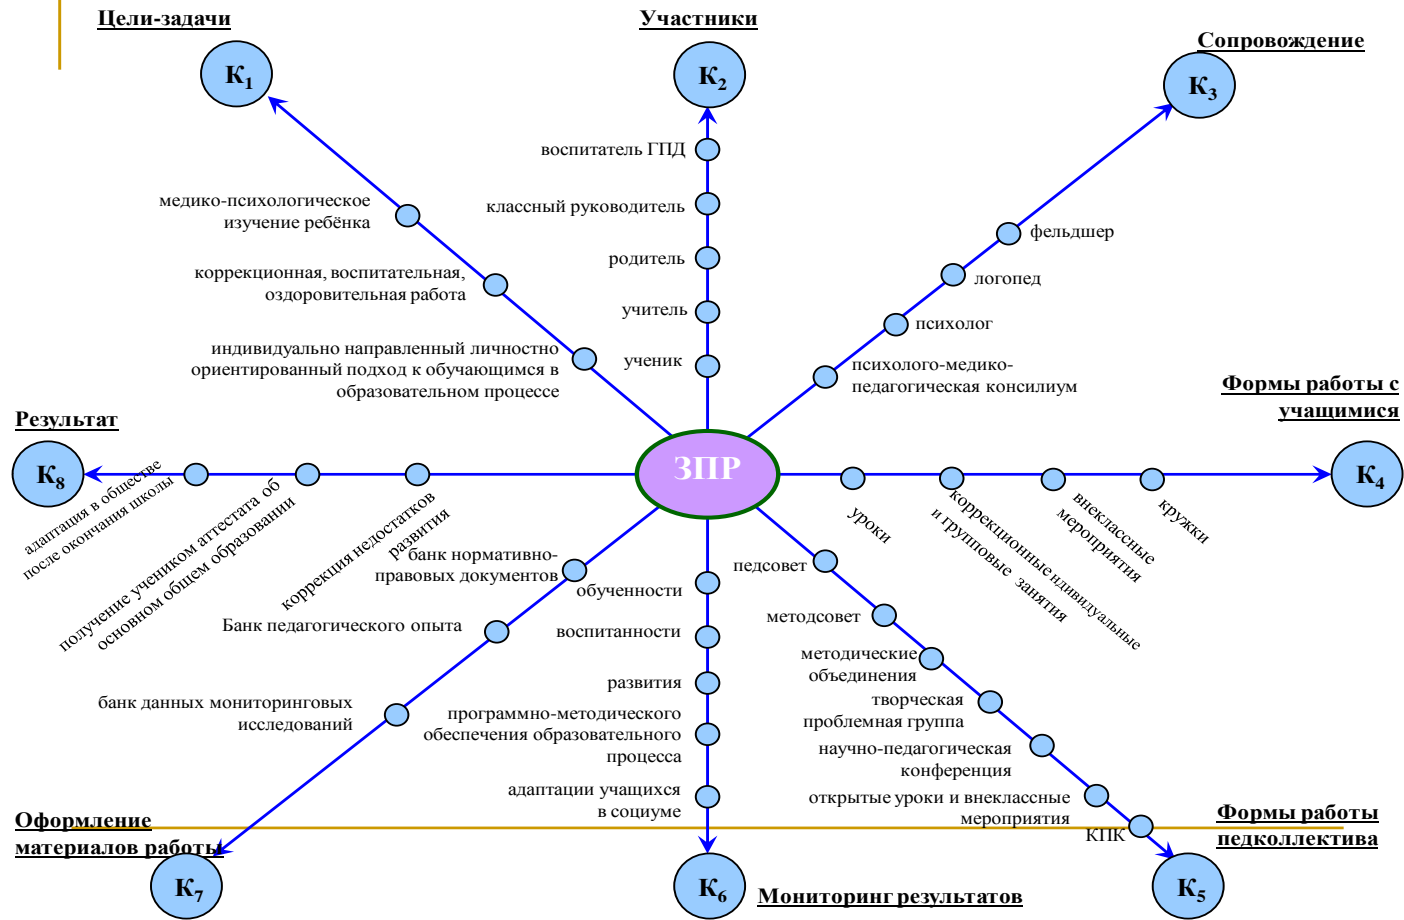 Цели-задачи
Участники
Сопровождение
К1
К2
К3
воспитатель ГПД
классный руководитель
родитель
учитель
ученик
медико-психологическое
изучение ребёнка
коррекционная, воспитательная,
оздоровительная работа
индивидуально направленный личностно
ориентированный подход к обучающимся в
образовательном процессе
фельдшер
логопед
психолог
психолого-медико-
педагогическая консилиум
Формы работы с
учащимися
Результат
К8
ЗПР
К4
адаптация в обществе
после окончания школы
получение учеником аттестата об
основном общем образовании
коррекция недостатков
развития
уроки
коррекционные идивидуальные
и групповые занятия
внеклассные
мероприятия
кружки
банк нормативно-
правовых документов
Банк педагогического опыта
банк данных мониторинговых
исследований
обученности
воспитанности
развития
программно-методического
обеспечения образовательного
процесса
адаптации учащихся
в социуме
педсовет
методсовет
методические
объединения
творческая
проблемная группа
научно-педагогическая
конференция
открытые уроки и внеклассные
мероприятия
КПК
Оформление
материалов работы
Формы работы
педколлектива
К7
К6
Мониторинг результатов
К5